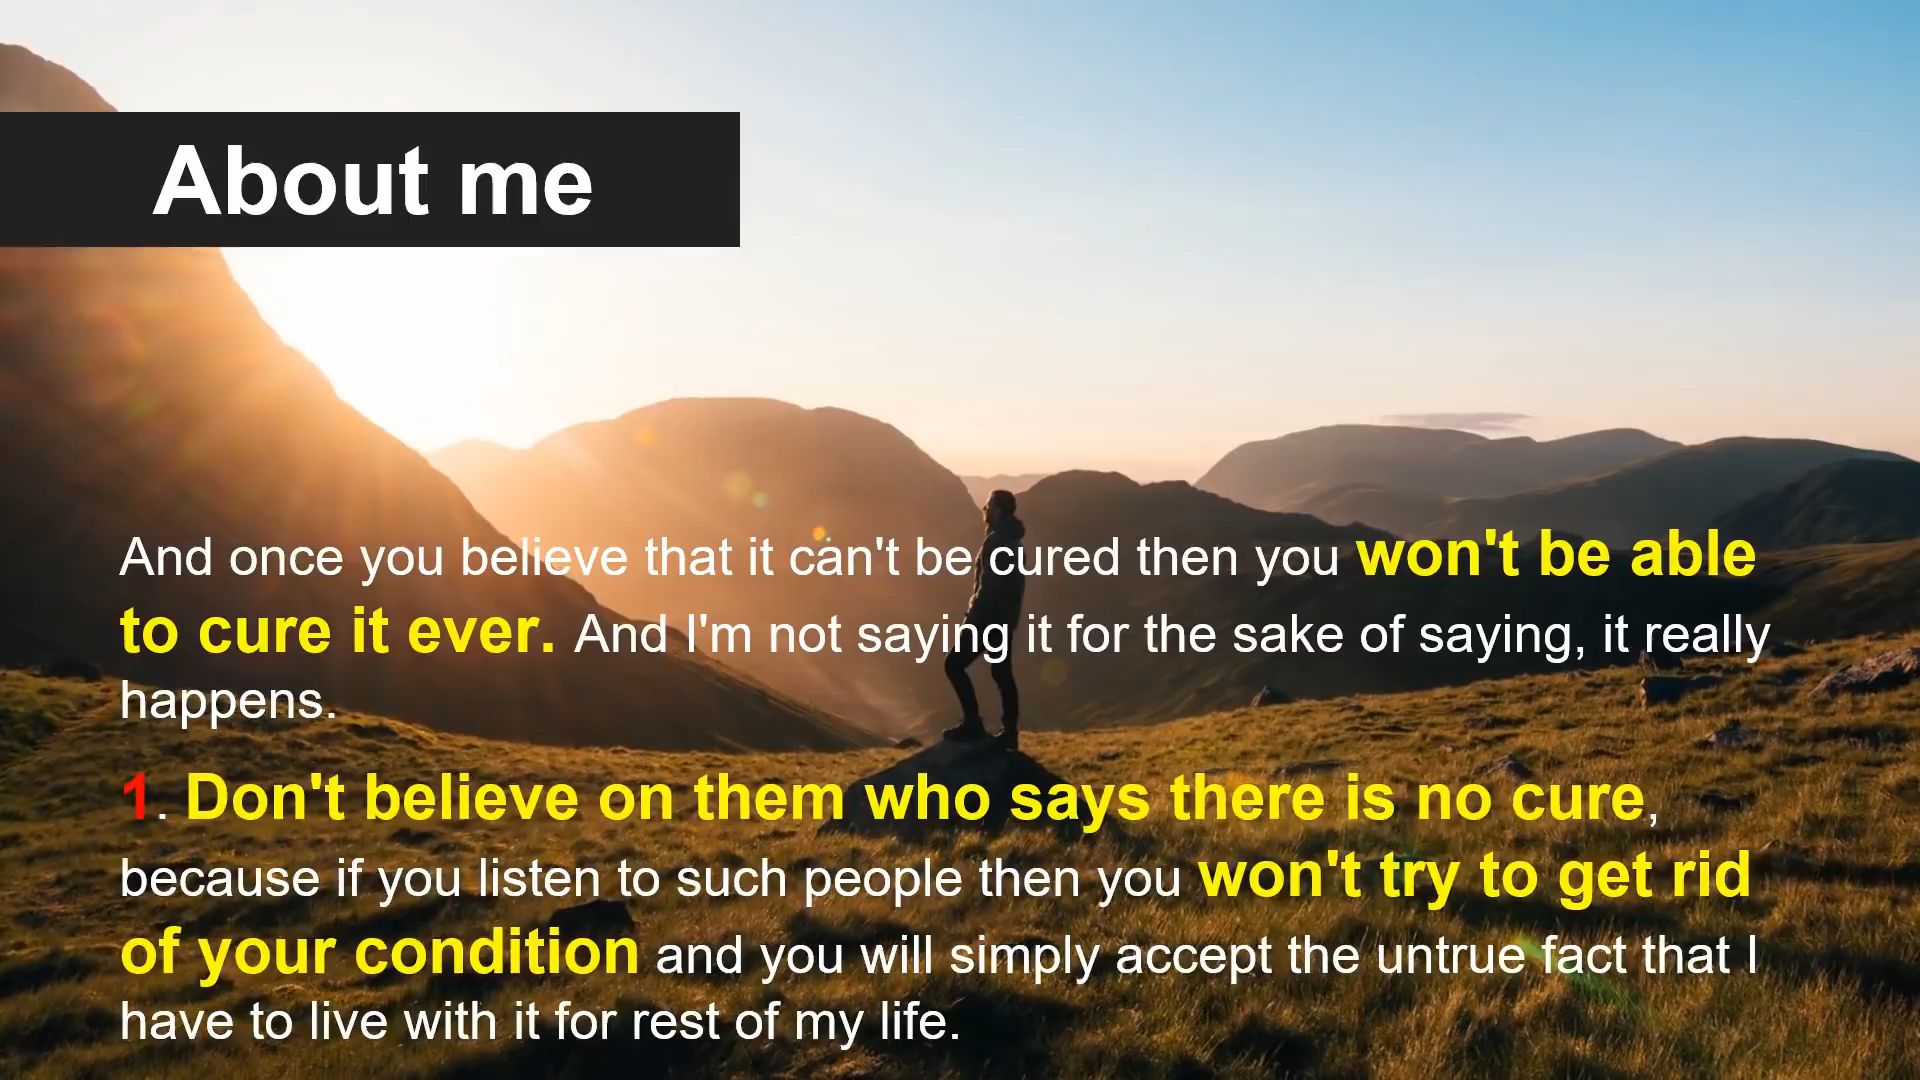 About me
And once you believe that it can't be cured then you won't be able
to cure it ever. And I'm not saying it for the sake of saying, it really
happens.
1. Don't believe on them who says there is no cure,
because if you listen to such people then you won't try to get rid
of your condition and you will simply accept the untrue fact that I
have to live with it for rest of my life.